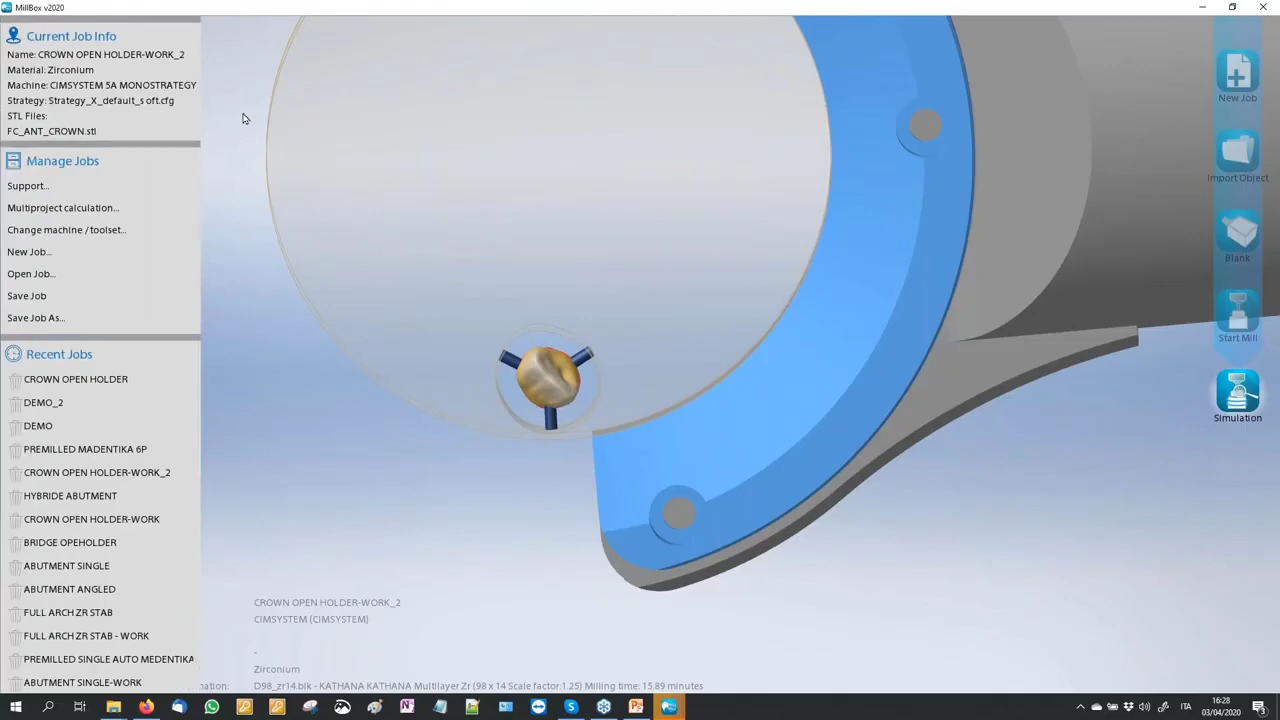 MillBox v2020
Current Job Info
Name: CROWN OPEN HOLDER-WORK_2
Material: Zirconium
Machine: CIMSYSTEM 5A MONOSTRATEGY
Strategy: Strategy_X_default_s oft.cfg
STL Files:
FC_ANT_CROWN.stl
Manage Jobs
Support...
Multiproject calculation...
Change machine / toolset...
New Job...
Open Job...
Save Job
Save Job As...
Recent Jobs
CROWN OPEN HOLDER
DEMO_2
DEMO
PREMILLED MADENTIKA 6P
CROWN OPEN HOLDER-WORK_2
HYBRIDE ABUTMENT
CROWN OPEN HOLDER-WORK
BRIDGE OPEHOLDER
ABUTMENT SINGLE
ABUTMENT ANGLED
FULL ARCH ZR STAB
FULL ARCH ZR STAB - WORK
PREMILLED SINGLE AUTO MEDENTIKA
ABUTMENT SINGLE-WORK
New Job
Import Object
Blank
Start Mill
Simulation
CROWN OPEN HOLDER-WORK_2
CIMSYSTEM (CIMSYSTEM)
-
Zirconium
nation: D98_zr14.blk - KATHANA KATHANA Multilayer Zr (98 x 14 Scale factor:1.25) Milling time: 15.89 minutes
16:28
03/04/2020